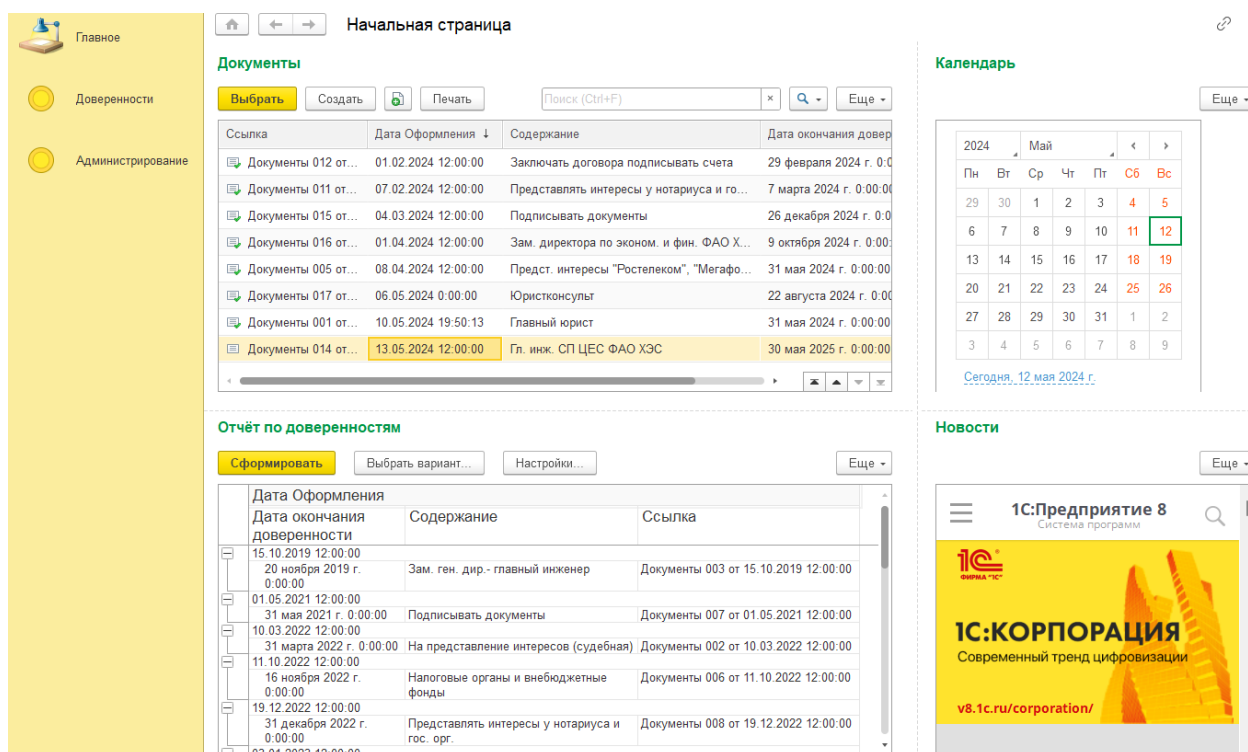 Главное
Доверенности
Администрирование
Начальная страница
Документы
Выбрать Создать Печать Поиск (Ctrl+F) × Еще
Ссылка Дата Оформления ↓ Содержание Дата окончания довер
Документы 012 от... 01.02.2024 12:00:00 Заключать договора подписывать счета 29 февраля 2024 г. 0:0
Документы 011 от... 07.02.2024 12:00:00 Представлять интересы у нотариуса и го... 7 марта 2024 г. 0:00:00
Документы 015 от... 04.03.2024 12:00:00 Подписывать документы 26 декабря 2024 г. 0:0
Документы 016 от... 01.04.2024 12:00:00 Зам. директора по эконом. и фин. ФАО Х... 9 октября 2024 г. 0:00:
Документы 005 от... 08.04.2024 12:00:00 Предст. интересы "Ростелеком", "Мегафо... 31 мая 2024 г. 0:00:00
Документы 017 от... 06.05.2024 0:00:00 Юристконсульт 22 августа 2024 г. 0:00
Документы 001 от... 10.05.2024 19:50:13 Главный юрист 31 мая 2024 г. 0:00:00
Документы 014 от... 13.05.2024 12:00:00 Гл. инж. СП ЦЕС ФАО ХЭС 30 мая 2025 г. 0:00:00
Календарь
Еще
2024 Май ‹ ›
Пн Вт Ср Чт Пт Сб Вс
29 30 1 2 3 4 5
6 7 8 9 10 11 12
13 14 15 16 17 18 19
20 21 22 23 24 25 26
27 28 29 30 31 1 2
3 4 5 6 7 8 9
Сегодня, 12 мая 2024 г.
Отчёт по доверенностям
Сформировать Выбрать вариант... Настройки... Еще
Дата Оформления
Дата окончания Содержание Ссылка
доверенности
15.10.2019 12:00:00
20 ноября 2019 г. Зам. ген. дир.- главный инженер Документы 003 от 15.10.2019 12:00:00
0:00:00
01.05.2021 12:00:00
31 мая 2021 г. 0:00:00 Подписывать документы Документы 007 от 01.05.2021 12:00:00
10.03.2022 12:00:00
31 марта 2022 г. 0:00:00 На представление интересов (судебная) Документы 002 от 10.03.2022 12:00:00
11.10.2022 12:00:00
16 ноября 2022 г. Налоговые органы и внебюджетные Документы 006 от 11.10.2022 12:00:00
0:00:00 фонды
19.12.2022 12:00:00
31 декабря 2022 г. Представлять интересы у нотариуса и Документы 008 от 19.12.2022 12:00:00
0:00:00 гос. орг.
Новости
Еще
1С:Предприятие 8
Система программ
1С
ФИРМА "1С"
1С:КОРПОРАЦИЯ
Современный тренд цифровизации
v8.1c.ru/corporation/